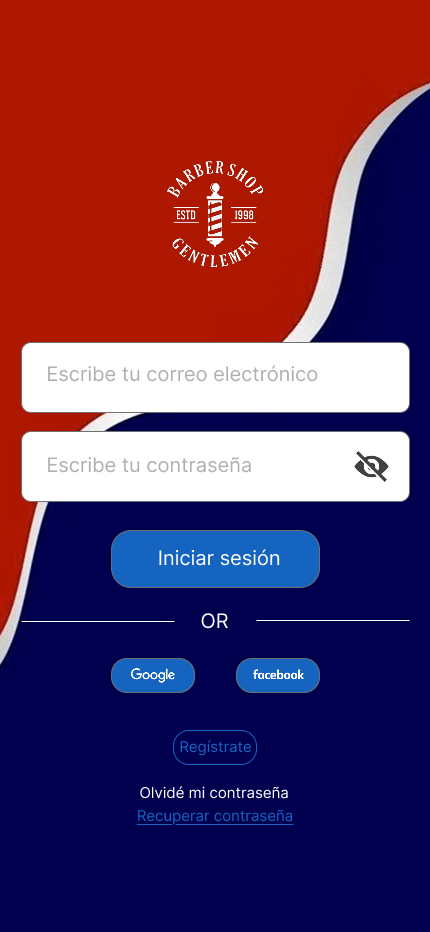 BARBER SHOP
ESTD 1998
GENTLEMEN
Escribe tu correo electrónico
Escribe tu contraseña
Iniciar sesión
OR
Google facebook
Regístrate
Olvidé mi contraseña
Recuperar contraseña